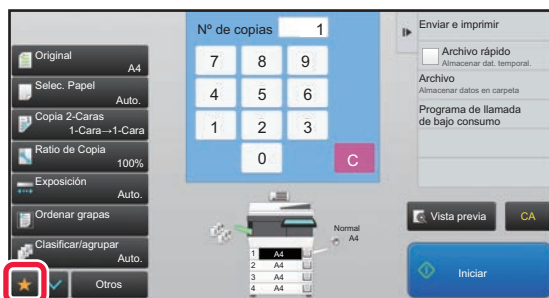 Nº de copias 1
Original
A4
Selec. Papel
Auto.
Copia 2-Caras
1-Cara→1-Cara
Ratio de Copia
100%
Exposición
Auto.
Ordenar grapas
Clasificar/agrupar
Auto.
Otros
7 8 9
4 5 6
1 2 3
0 C
Normal
A4
1 A4
2 A4
3 A4
4 A4
Enviar e imprimir
Archivo rápido
Almacenar dat. temporal.
Archivo
Almacenar datos en carpeta
Programa de llamada
de bajo consumo
Vista previa CA
Iniciar